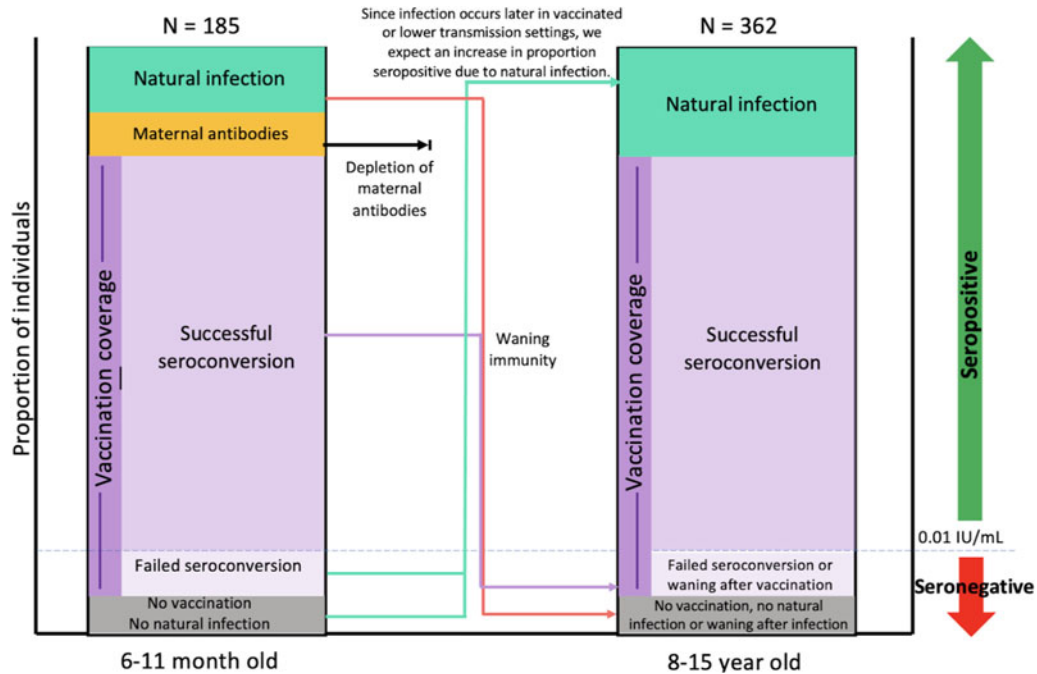 N = 185
Since infection occurs later in vaccinated
or lower transmission settings, we
expect an increase in proportion
seropositive due to natural infection.
N = 362
Proportion of individuals
Natural infection
Maternal antibodies
Vaccination coverage
Successful
seroconversion
Failed seroconversion
No vaccination
No natural infection
6-11 month old
Depletion of
maternal
antibodies
Waning
immunity
Natural infection
Vaccination coverage
Successful
seroconversion
Failed seroconversion or
waning after vaccination
No vaccination, no natural
infection or waning after infection
8-15 year old
Seropositive
0.01 IU/mL
Seronegative